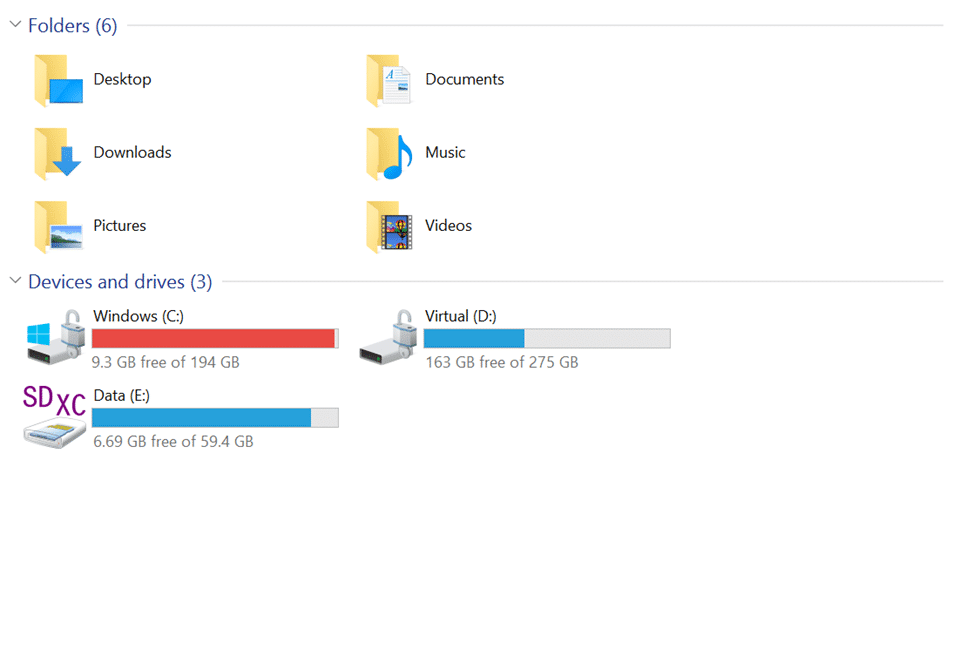 Folders (6)
Desktop
Documents
Downloads
Music
Pictures
Videos
Devices and drives (3)
Windows (C:)
9.3 GB free of 194 GB
Virtual (D:)
163 GB free of 275 GB
SDXC
Data (E:)
6.69 GB free of 59.4 GB